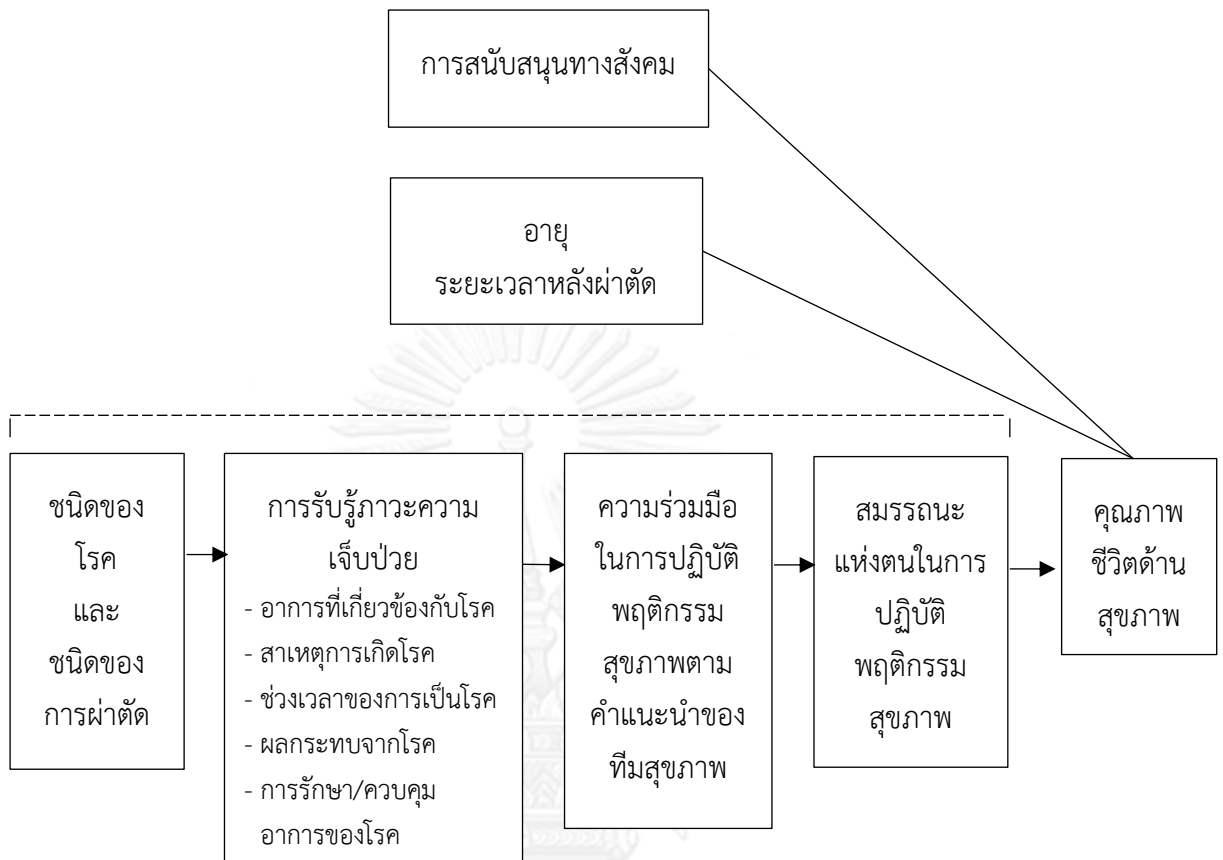 การสนับสนุนทางสังคม
อายุ
ระยะเวลาหลังผ่าตัด
ชนิดของ
โรค
และ
ชนิดของ
การผ่าตัด
การรับรู้ภาวะความ
เจ็บป่วย
- อาการที่เกี่ยวข้องกับโรค
- สาเหตุการเกิดโรค
- ช่วงเวลาของการเป็นโรค
- ผลกระทบจากโรค
- การรักษา/ควบคุม
อาการของโรค
ความร่วมมือ
ในการปฏิบัติ
พฤติกรรม
สุขภาพตาม
คำแนะนำของ
ทีมสุขภาพ
สมรรถนะ
แห่งตนในการ
ปฏิบัติ
พฤติกรรม
สุขภาพ
คุณภาพ
ชีวิตด้าน
สุขภาพ